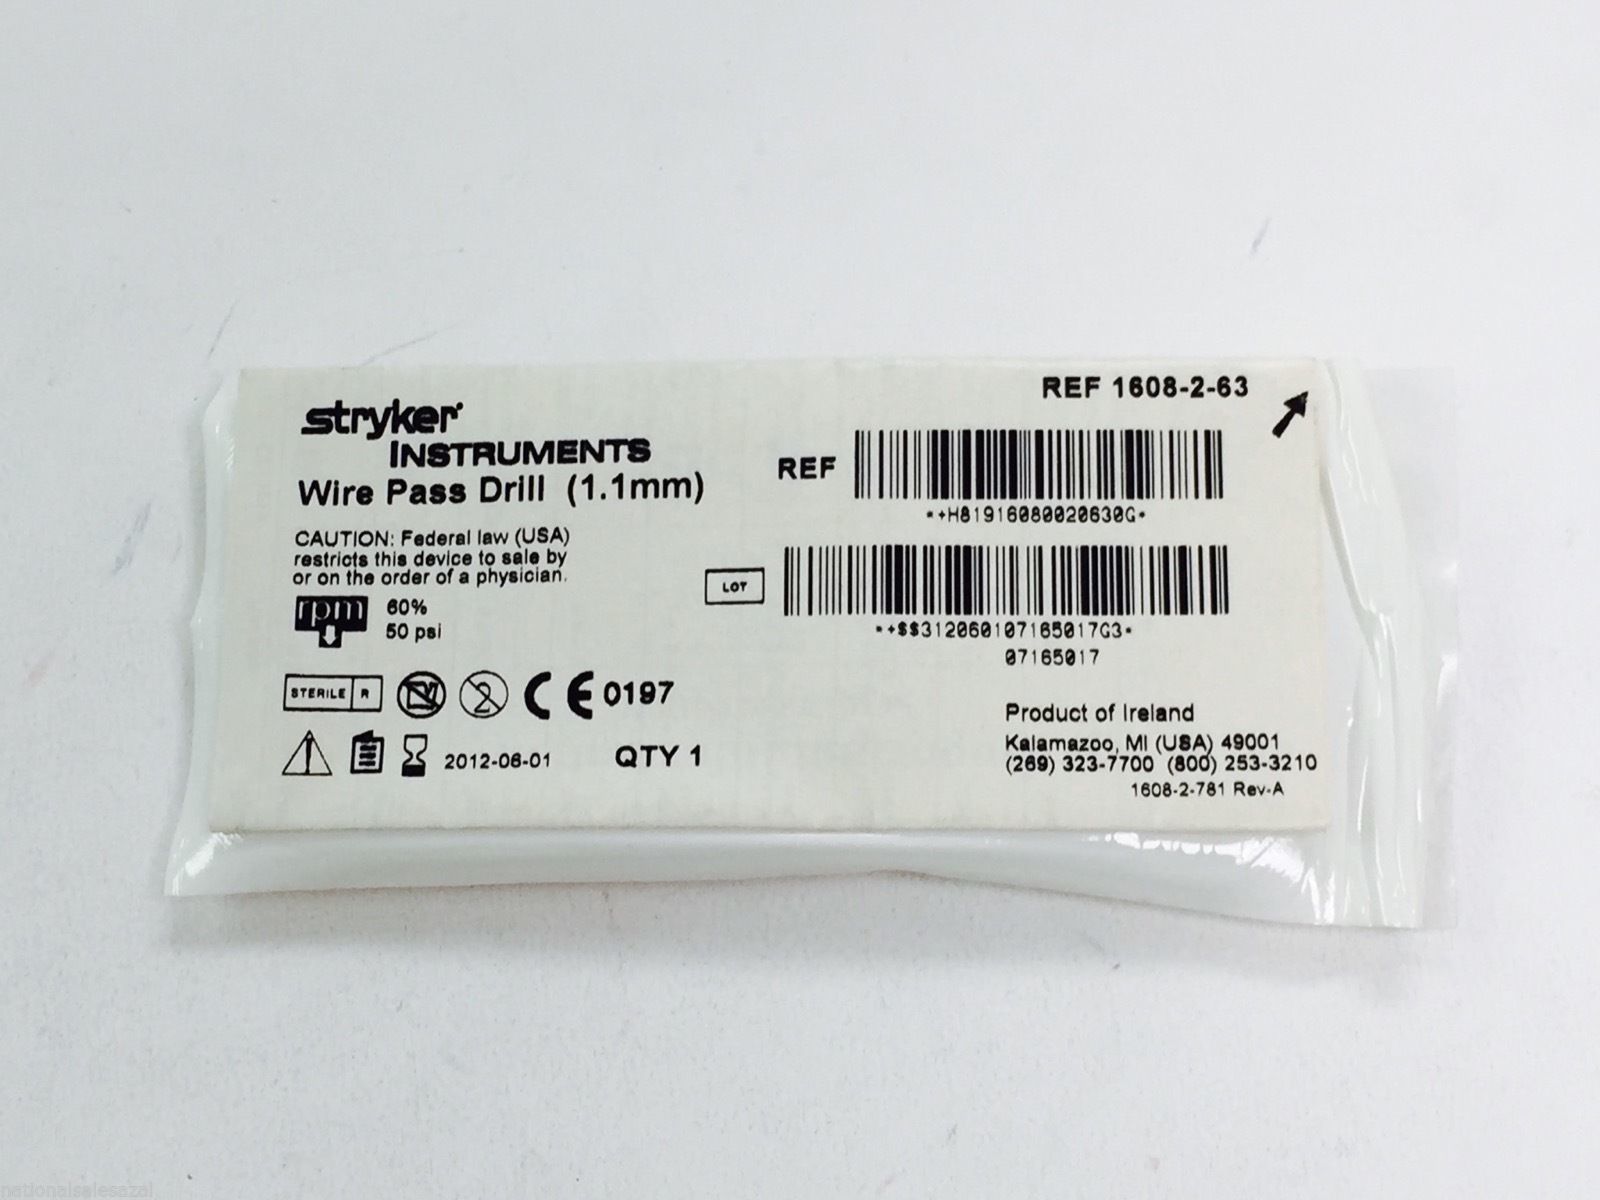 stryker
INSTRUMENTS
Wire Pass Drill (1.1mm)
CAUTION: Federal law (USA)
restricts this device to sale by
or on the order of a physician.
rpm
60%
50 psi
STERILE R
2
CE 0197
2012-06-01
QTY 1
REF 1608-2-63
REF
*+H81916080020630G*
LOT
*+$$312060107165017G3*
07165017
Product of Ireland
Kalamazoo, MI (USA) 49001
(269) 323-7700 (800) 253-3210
1608-2-781 Rev-A
nationalsalesazal